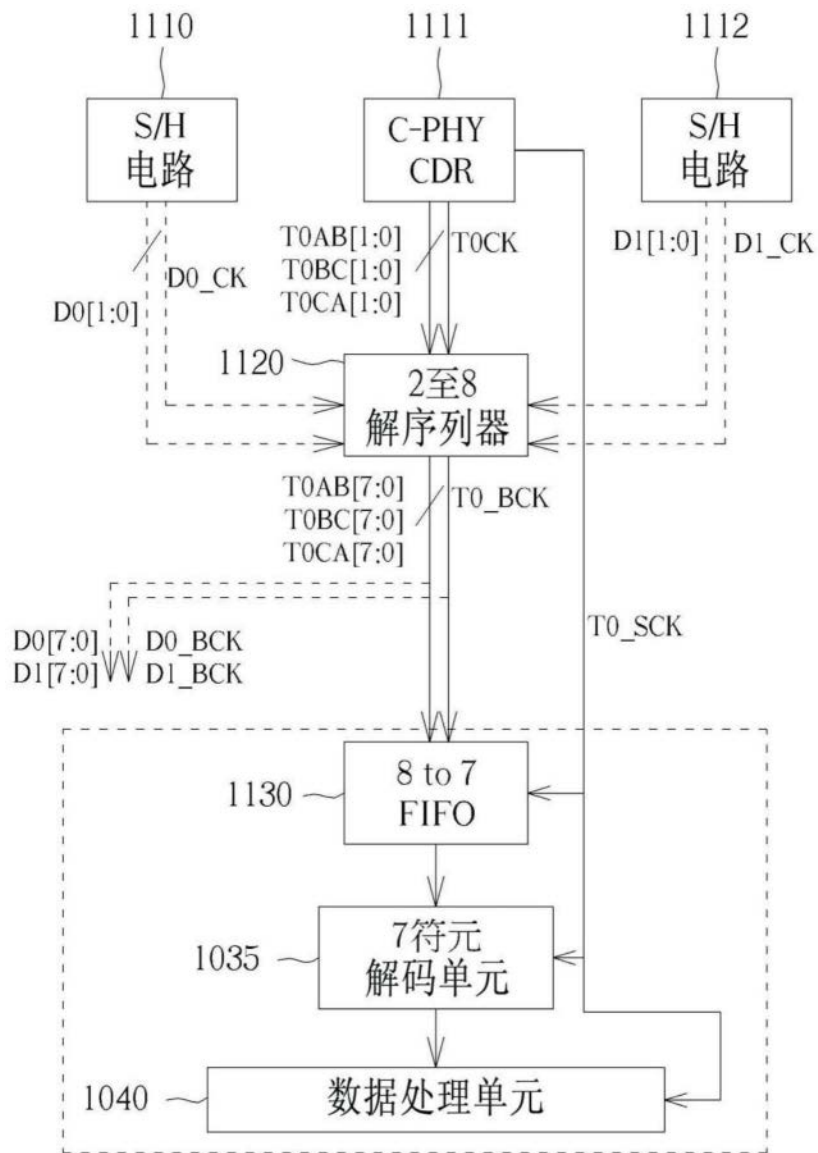 1110
1111
1112
S/H
电路
C-PHY
CDR
S/H
电路
D0[1:0]
D0_CK
T0AB[1:0]
T0BC[1:0]
T0CA[1:0]
T0CK
D1[1:0]
D1_CK
1120
2至8
解序列器
T0AB[7:0]
T0BC[7:0]
T0CA[7:0]
T0_BCK
T0_SCK
D0[7:0]
D1[7:0]
D0_BCK
D1_BCK
1130
8 to 7
FIFO
1035
7符元
解码单元
1040
数据处理单元